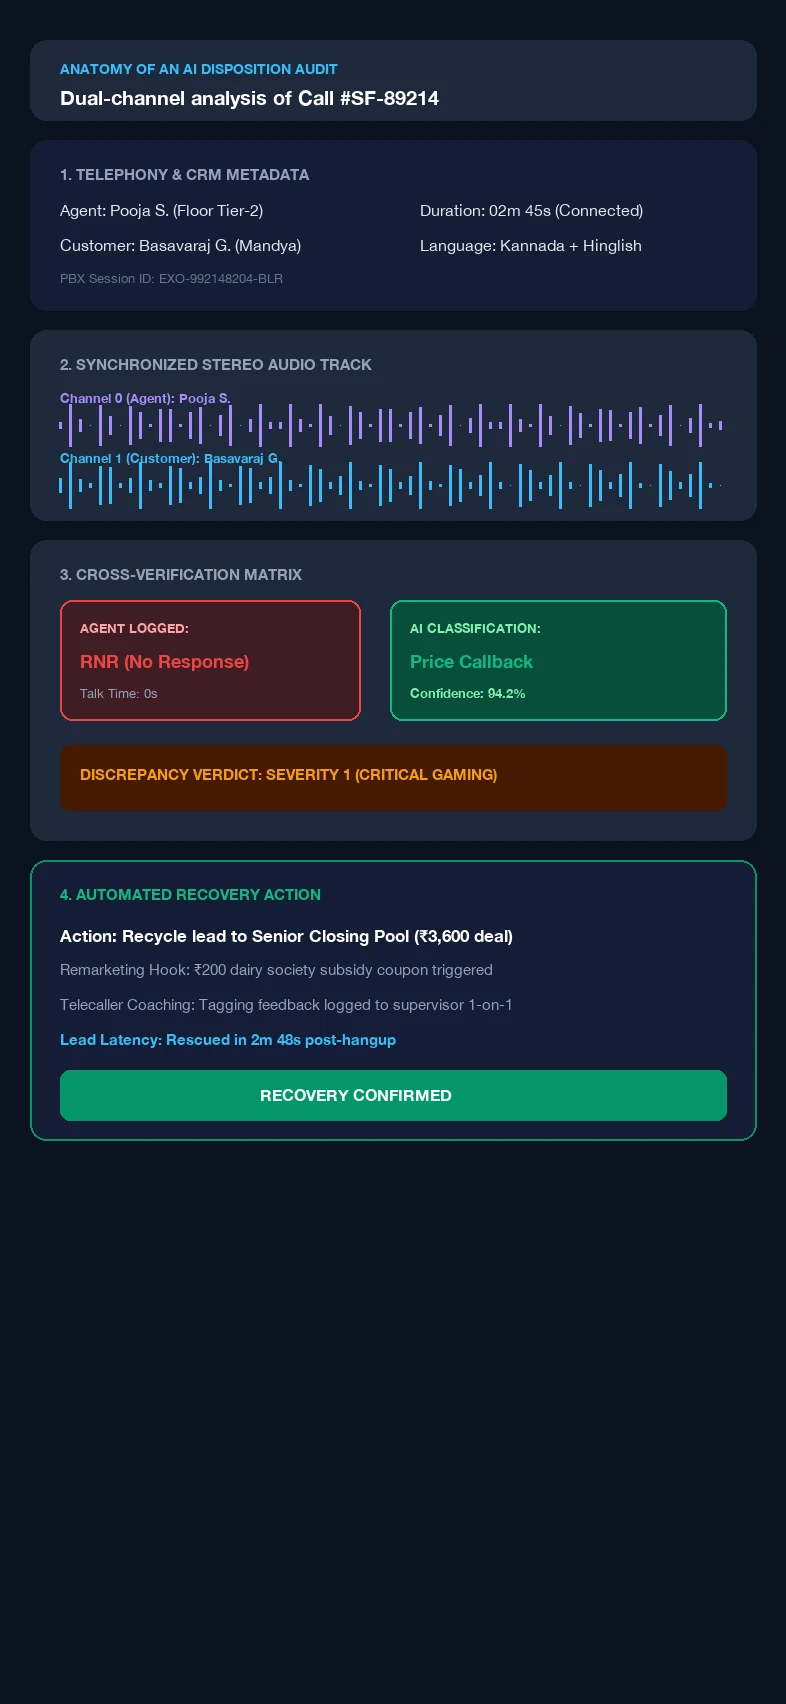 ANATOMY OF AN AI DISPOSITION AUDIT
Dual-channel analysis of Call #SF-89214
1. TELEPHONY & CRM METADATA
Agent: Pooja S. (Floor Tier-2)
Duration: 02m 45s (Connected)
Customer: Basavaraj G. (Mandya)
Language: Kannada + Hinglish
PBX Session ID: EXO-992148204-BLR
2. SYNCHRONIZED STEREO AUDIO TRACK
Channel 0 (Agent): Pooja S.
Channel 1 (Customer): Basavaraj G.
3. CROSS-VERIFICATION MATRIX
AGENT LOGGED:
RNR (No Response)
Talk Time: 0s
AI CLASSIFICATION:
Price Callback
Confidence: 94.2%
DISCREPANCY VERDICT: SEVERITY 1 (CRITICAL GAMING)
4. AUTOMATED RECOVERY ACTION
Action: Recycle lead to Senior Closing Pool (₹3,600 deal)
Remarketing Hook: ₹200 dairy society subsidy coupon triggered
Telecaller Coaching: Tagging feedback logged to supervisor 1-on-1
Lead Latency: Rescued in 2m 48s post-hangup
RECOVERY CONFIRMED